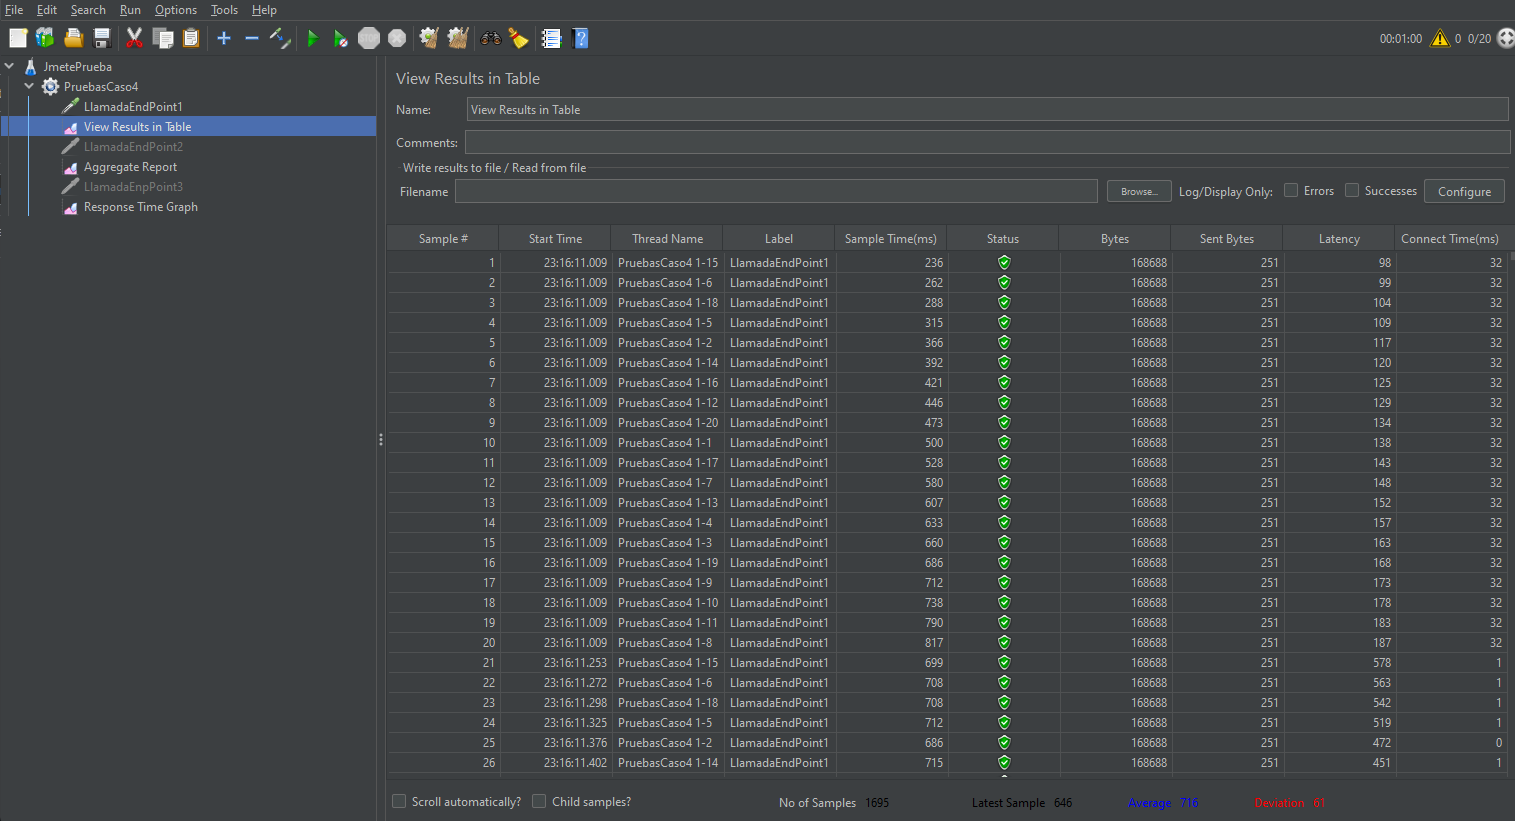 File Edit Search Run Options Tools Help
00:01:00 0 0/20
JmetePrueba
PruebasCaso4
LlamadaEndPoint1
View Results in Table
LlamadaEndPoint2
Aggregate Report
LlamadaEnpPoint3
Response Time Graph
View Results in Table
Name: View Results in Table
Comments:
Write results to file / Read from file
Filename Browse... Log/Display Only: Errors Successes Configure
Sample # Start Time Thread Name Label Sample Time(ms) Status Bytes Sent Bytes Latency Connect Time(ms)
1 23:16:11.009 PruebasCaso4 1-15 LlamadaEndPoint1 236 168688 251 98 32
2 23:16:11.009 PruebasCaso4 1-6 LlamadaEndPoint1 262 168688 251 99 32
3 23:16:11.009 PruebasCaso4 1-18 LlamadaEndPoint1 288 168688 251 104 32
4 23:16:11.009 PruebasCaso4 1-5 LlamadaEndPoint1 315 168688 251 109 32
5 23:16:11.009 PruebasCaso4 1-2 LlamadaEndPoint1 366 168688 251 117 32
6 23:16:11.009 PruebasCaso4 1-14 LlamadaEndPoint1 392 168688 251 120 32
7 23:16:11.009 PruebasCaso4 1-16 LlamadaEndPoint1 421 168688 251 125 32
8 23:16:11.009 PruebasCaso4 1-12 LlamadaEndPoint1 446 168688 251 129 32
9 23:16:11.009 PruebasCaso4 1-20 LlamadaEndPoint1 473 168688 251 134 32
10 23:16:11.009 PruebasCaso4 1-1 LlamadaEndPoint1 500 168688 251 138 32
11 23:16:11.009 PruebasCaso4 1-17 LlamadaEndPoint1 528 168688 251 143 32
12 23:16:11.009 PruebasCaso4 1-7 LlamadaEndPoint1 580 168688 251 148 32
13 23:16:11.009 PruebasCaso4 1-13 LlamadaEndPoint1 607 168688 251 152 32
14 23:16:11.009 PruebasCaso4 1-4 LlamadaEndPoint1 633 168688 251 157 32
15 23:16:11.009 PruebasCaso4 1-3 LlamadaEndPoint1 660 168688 251 163 32
16 23:16:11.009 PruebasCaso4 1-19 LlamadaEndPoint1 686 168688 251 168 32
17 23:16:11.009 PruebasCaso4 1-9 LlamadaEndPoint1 712 168688 251 173 32
18 23:16:11.009 PruebasCaso4 1-10 LlamadaEndPoint1 738 168688 251 178 32
19 23:16:11.009 PruebasCaso4 1-11 LlamadaEndPoint1 790 168688 251 183 32
20 23:16:11.009 PruebasCaso4 1-8 LlamadaEndPoint1 817 168688 251 187 32
21 23:16:11.253 PruebasCaso4 1-15 LlamadaEndPoint1 699 168688 251 578 1
22 23:16:11.272 PruebasCaso4 1-6 LlamadaEndPoint1 708 168688 251 563 1
23 23:16:11.298 PruebasCaso4 1-18 LlamadaEndPoint1 708 168688 251 542 1
24 23:16:11.325 PruebasCaso4 1-5 LlamadaEndPoint1 712 168688 251 519 1
25 23:16:11.376 PruebasCaso4 1-2 LlamadaEndPoint1 686 168688 251 472 0
26 23:16:11.402 PruebasCaso4 1-14 LlamadaEndPoint1 715 168688 251 451 1
Scroll automatically? Child samples? No of Samples 1695 Latest Sample 646 Average 716 Deviation 61